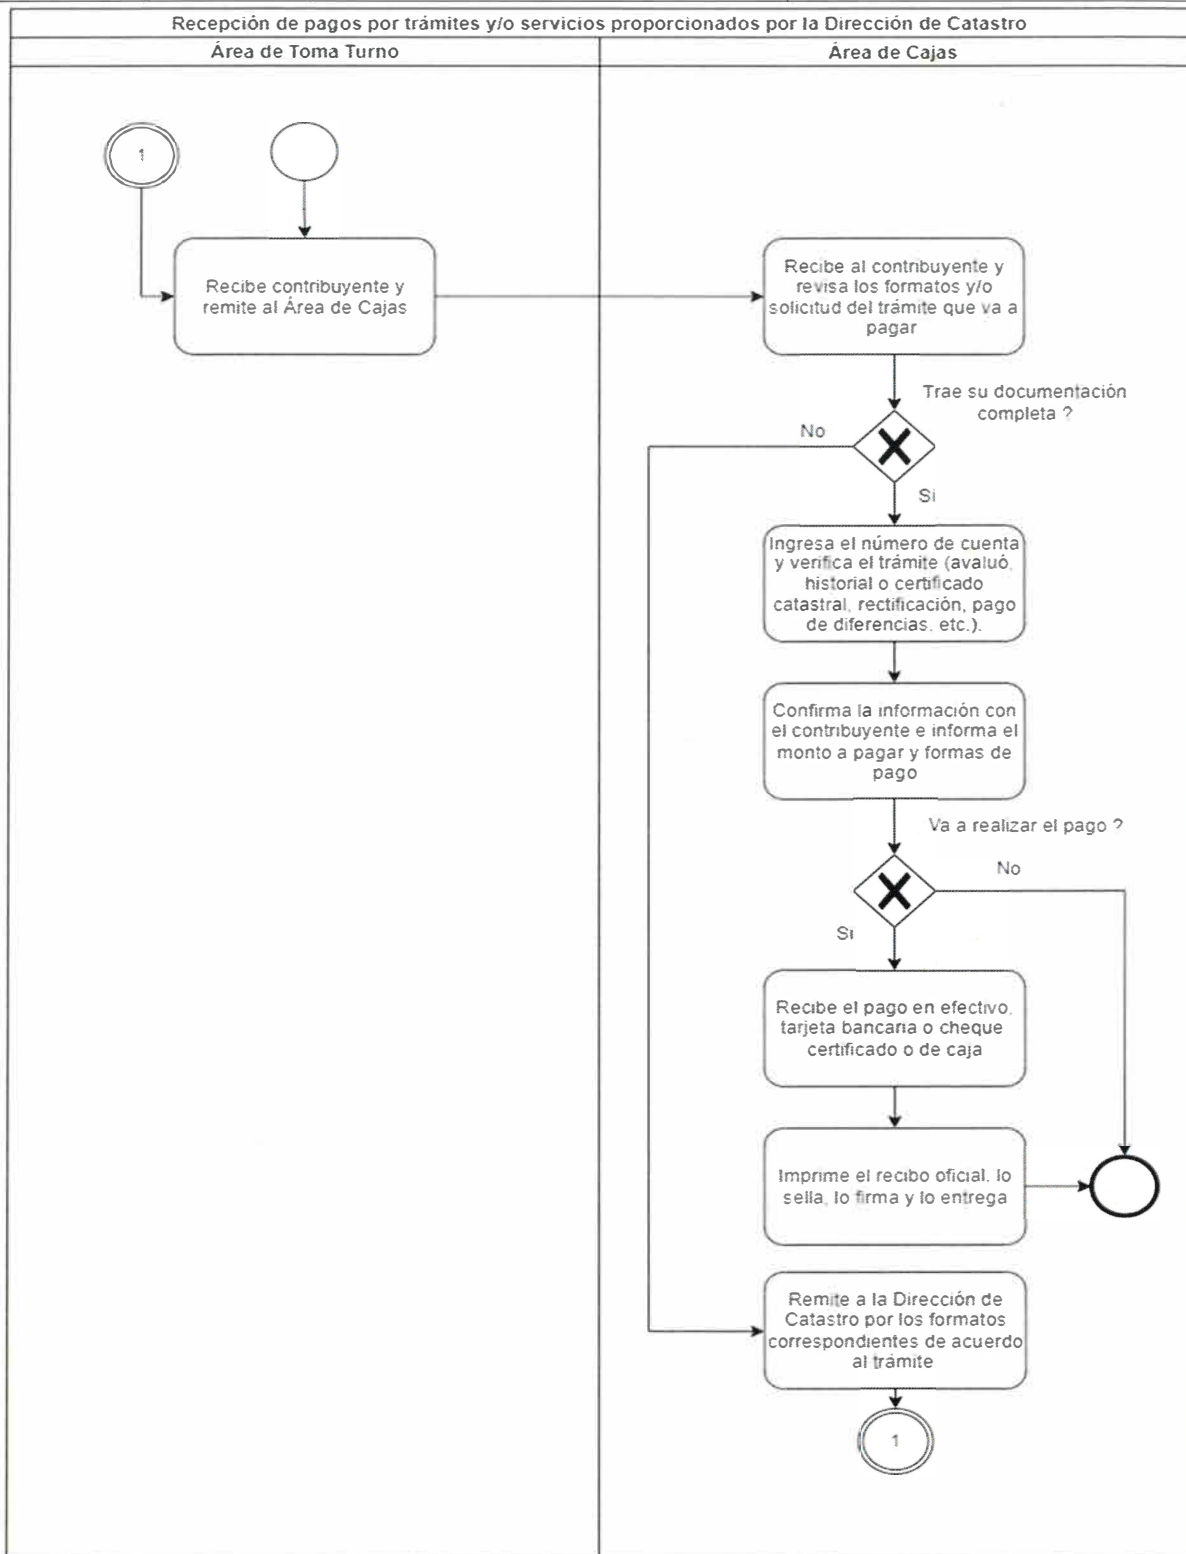 Recepción de pagos por trámites y/o servicios proporcionados por la Dirección de Catastro
Área de Toma Turno
Área de Cajas
1
Recibe contribuyente y
remite al Área de Cajas
Recibe al contribuyente y
revisa los formatos y/o
solicitud del trámite que va a
pagar
Trae su documentación
completa ?
No
Si
Ingresa el número de cuenta
y verifica el trámite (avaluó,
historial o certificado
catastral, rectificación, pago
de diferencias. etc.).
Confirma la información con
el contribuyente e informa el
monto a pagar y formas de
pago
Va a realizar el pago ?
No
Si
Recibe el pago en efectivo,
tarjeta bancaria o cheque
certificado o de caja
Imprime el recibo oficial. lo
sella, lo firma y lo entrega
Remite a la Dirección de
Catastro por los formatos
correspondientes de acuerdo
al trámite
1